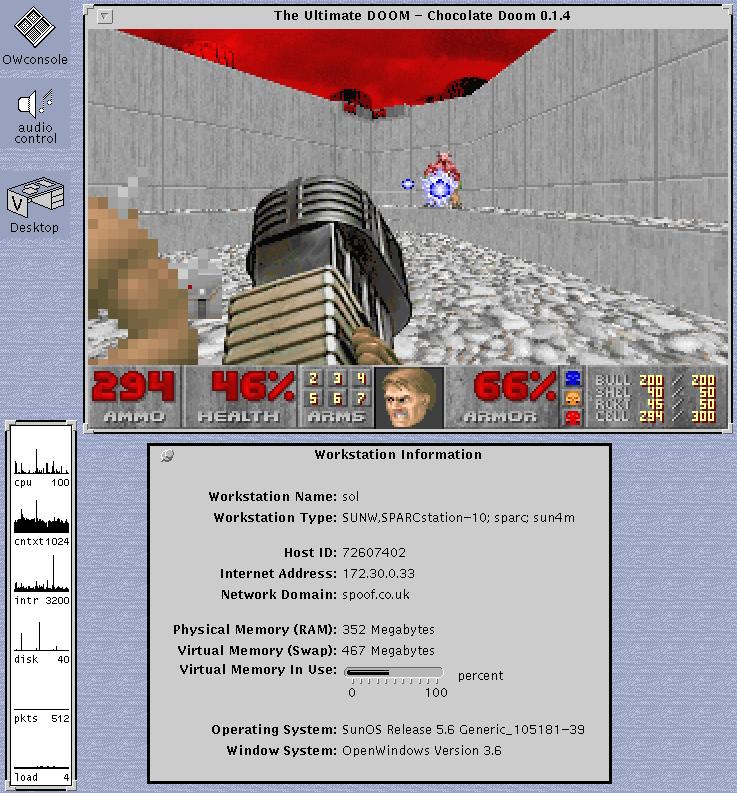 The Ultimate DOOM – Chocolate Doom 0.1.4
OWconsole
audio
control
Desktop
V
294 46% 2 3 4 66% BULL 200 / 200
5 6 7 SHEL 40 / 50
AMMO HEALTH ARMS ARMOR RCKT 45 / 50
CELL 294 / 300
cpu 100
cntxt1024
intr 3200
disk 40
pkts 512
load 4
Workstation Information
Workstation Name: sol
Workstation Type: SUNW,SPARCstation-10; sparc; sun4m
Host ID: 72607402
Internet Address: 172.30.0.33
Network Domain: spoof.co.uk
Physical Memory (RAM): 352 Megabytes
Virtual Memory (Swap): 467 Megabytes
Virtual Memory In Use: percent
0 100
Operating System: SunOS Release 5.6 Generic_105181-39
Window System: OpenWindows Version 3.6